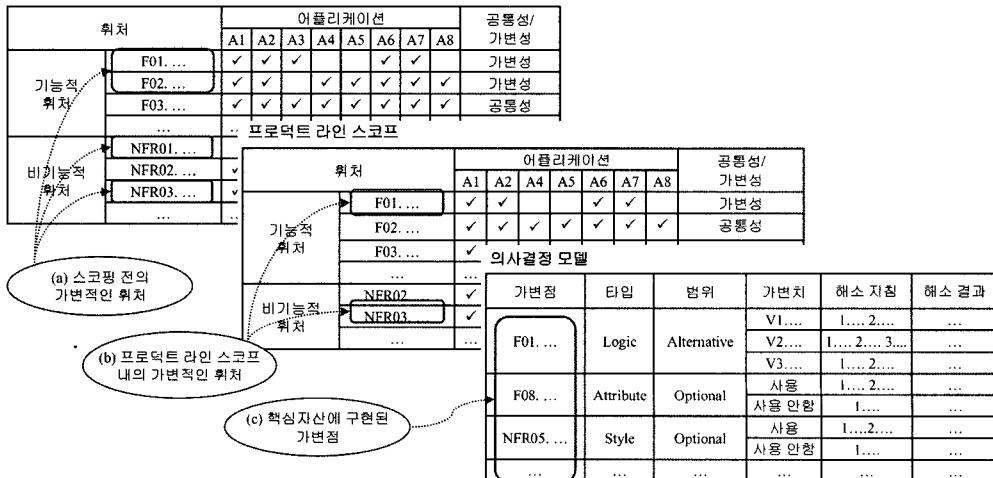 휘처 어플리케이션 공통성/가변성
A1 A2 A3 A4 A5 A6 A7 A8
기능적 휘처 F01. … ✓ ✓ ✓ ✓ ✓ 가변성
F02. … ✓ ✓ ✓ ✓ ✓ ✓ ✓ 가변성
F03. … ✓ ✓ ✓ ✓ ✓ ✓ ✓ ✓ 공통성
… ..
비기능적 휘처 NFR01. …
NFR02. …
NFR03. …
… ..
(a) 스코핑 전의
가변적인 휘처
프로덕트 라인 스코프
휘처 어플리케이션 공통성/가변성
A1 A2 A4 A5 A6 A7 A8
기능적 휘처 F01. … ✓ ✓ ✓ ✓ 가변성
F02. … ✓ ✓ ✓ ✓ ✓ ✓ ✓ 공통성
F03. … ✓
… …
비기능적 휘처 NFR02 ✓
NFR03. … ✓
… …
(b) 프로덕트 라인 스코프
내의 가변적인 휘처
의사결정 모델
가변점 타입 범위 가변치 해소 지침 해소 결과
F01. … Logic Alternative V1.… 1.… 2.… …
V2.… 1.… 2.… 3.… …
V3.… 1.… 2.… …
F08. … Attribute Optional 사용 1.… 2.… …
사용 안함 1.… …
NFR05. … Style Optional 사용 1.…2.… …
사용 안함 1.… …
… … … … … …
(c) 핵심자산에 구현된
가변점